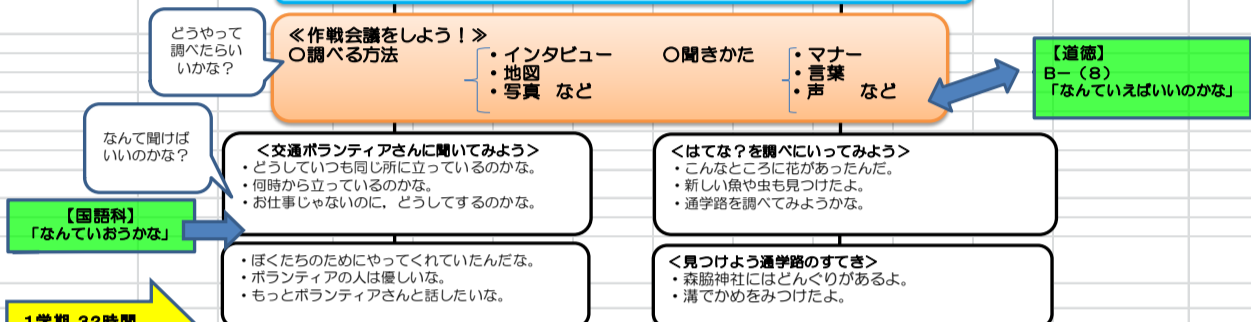 どうやって
調べたらい
いかな?
≪作戦会議をしよう!≫
〇調べる方法
・インタビュー
・地図
・写真 など
〇聞きかた
・マナー
・言葉
・声 など
【道徳】
B-(8)
「なんていえばいいのかな」
なんて聞けば
いいのかな?
【国語科】
「なんていおうかな」
<交通ボランティアさんに聞いてみよう>
・どうしていつも同じ所に立っているのかな。
・何時から立っているのかな。
・お仕事じゃないのに,どうしてするのかな。
<はてな?を調べにいってみよう>
・こんなところに花があったんだ。
・新しい魚や虫も見つけたよ。
・通学路を調べてみようかな。
・ぼくたちのためにやってくれていたんだな。
・ボランティアの人は優しいな。
・もっとボランティアさんと話したいな。
<見つけよう通学路のすてき>
・森脇神社にはどんぐりがあるよ。
・溝でかめをみつけたよ。
1学期 32時間